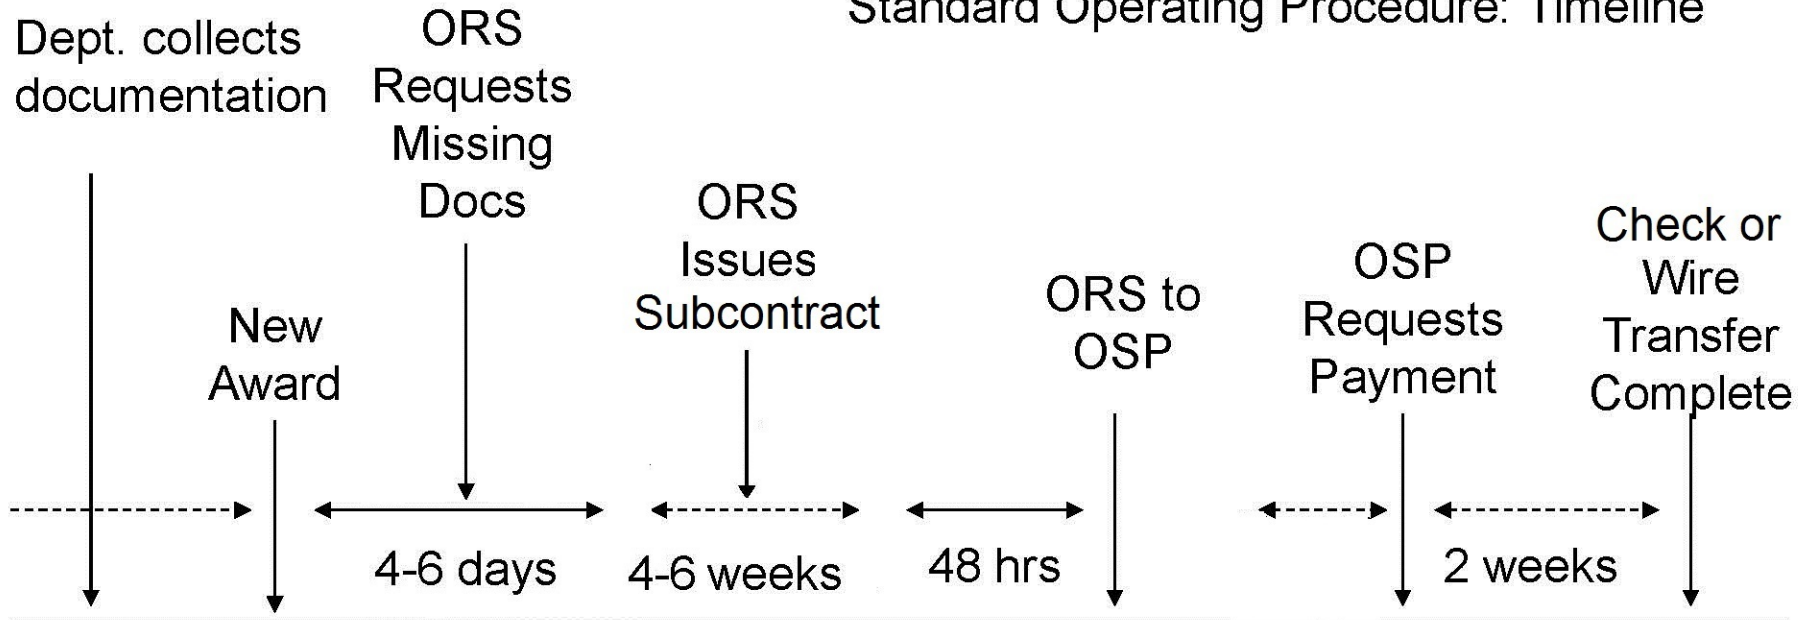 Standard Operating Procedure: Timeline
Dept. collects
documentation
ORS
Requests
Missing
Docs
New
Award
ORS
Issues
Subcontract
ORS to
OSP
OSP
Requests
Payment
Check or
Wire
Transfer
Complete
4-6 days
4-6 weeks
48 hrs
2 weeks